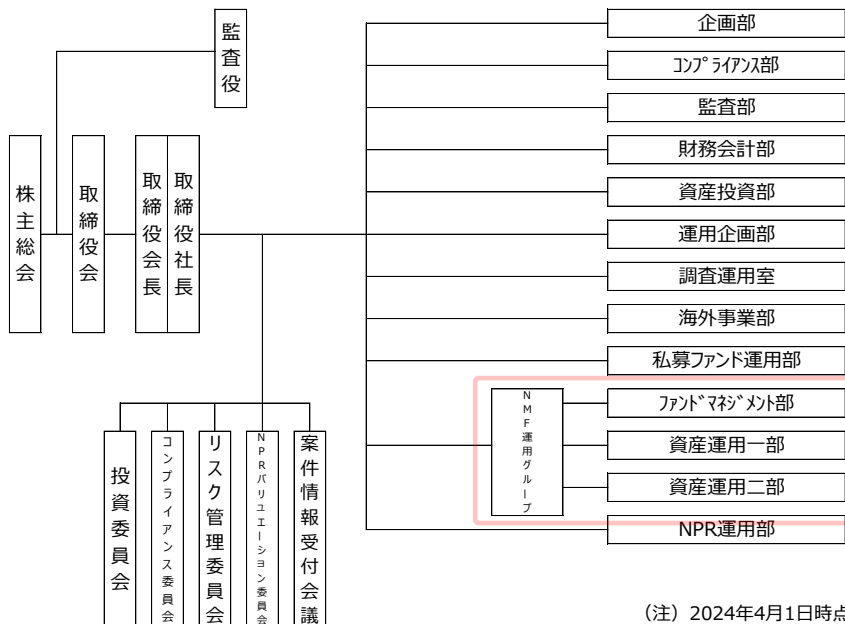 監査役
株主総会
取締役会
取締役会長
取締役社長
企画部
コンプライアンス部
監査部
財務会計部
資産投資部
運用企画部
調査運用室
海外事業部
私募ファンド運用部
NMF運用グループ
ファンドマネジメント部
資産運用一部
資産運用二部
NPR運用部
投資委員会
コンプライアンス委員会
リスク管理委員会
NPRバリュエーション委員会
案件情報受付会議
（注）2024年4月1日時点